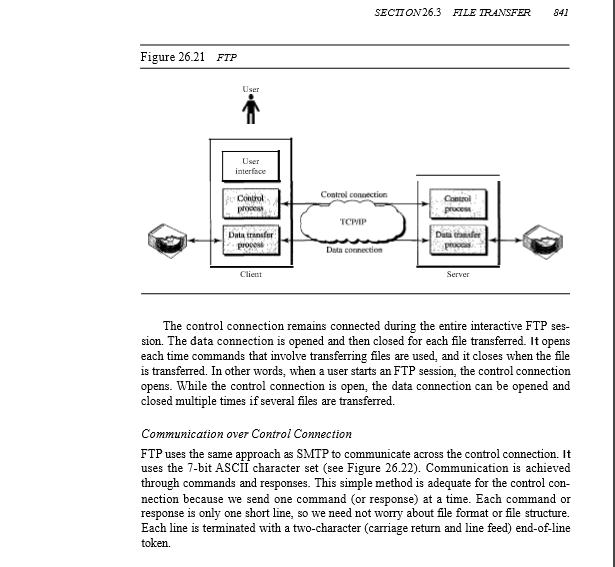 SECTION 26.3 FILE TRANSFER 841
Figure 26.21 FTP
User
User
interface
Control
process
Data transfer
process
Client
Control connection
TCP/IP
Data connection
Control
process
Data transfer
process
Server
The control connection remains connected during the entire interactive FTP ses-
sion. The data connection is opened and then closed for each file transferred. It opens
each time commands that involve transferring files are used, and it closes when the file
is transferred. In other words, when a user starts an FTP session, the control connection
opens. While the control connection is open, the data connection can be opened and
closed multiple times if several files are transferred.
Communication over Control Connection
FTP uses the same approach as SMTP to communicate across the control connection. It
uses the 7-bit ASCII character set (see Figure 26.22). Communication is achieved
through commands and responses. This simple method is adequate for the control con-
nection because we send one command (or response) at a time. Each command or
response is only one short line, so we need not worry about file format or file structure.
Each line is terminated with a two-character (carriage return and line feed) end-of-line
token.